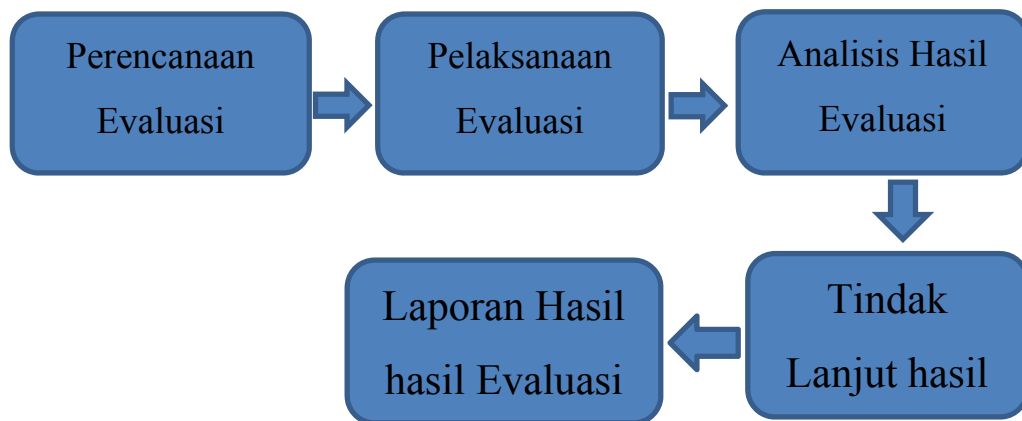 Perencanaan
Evaluasi
Pelaksanaan
Evaluasi
Analisis Hasil
Evaluasi
Tindak
Lanjut hasil
Laporan Hasil
hasil Evaluasi